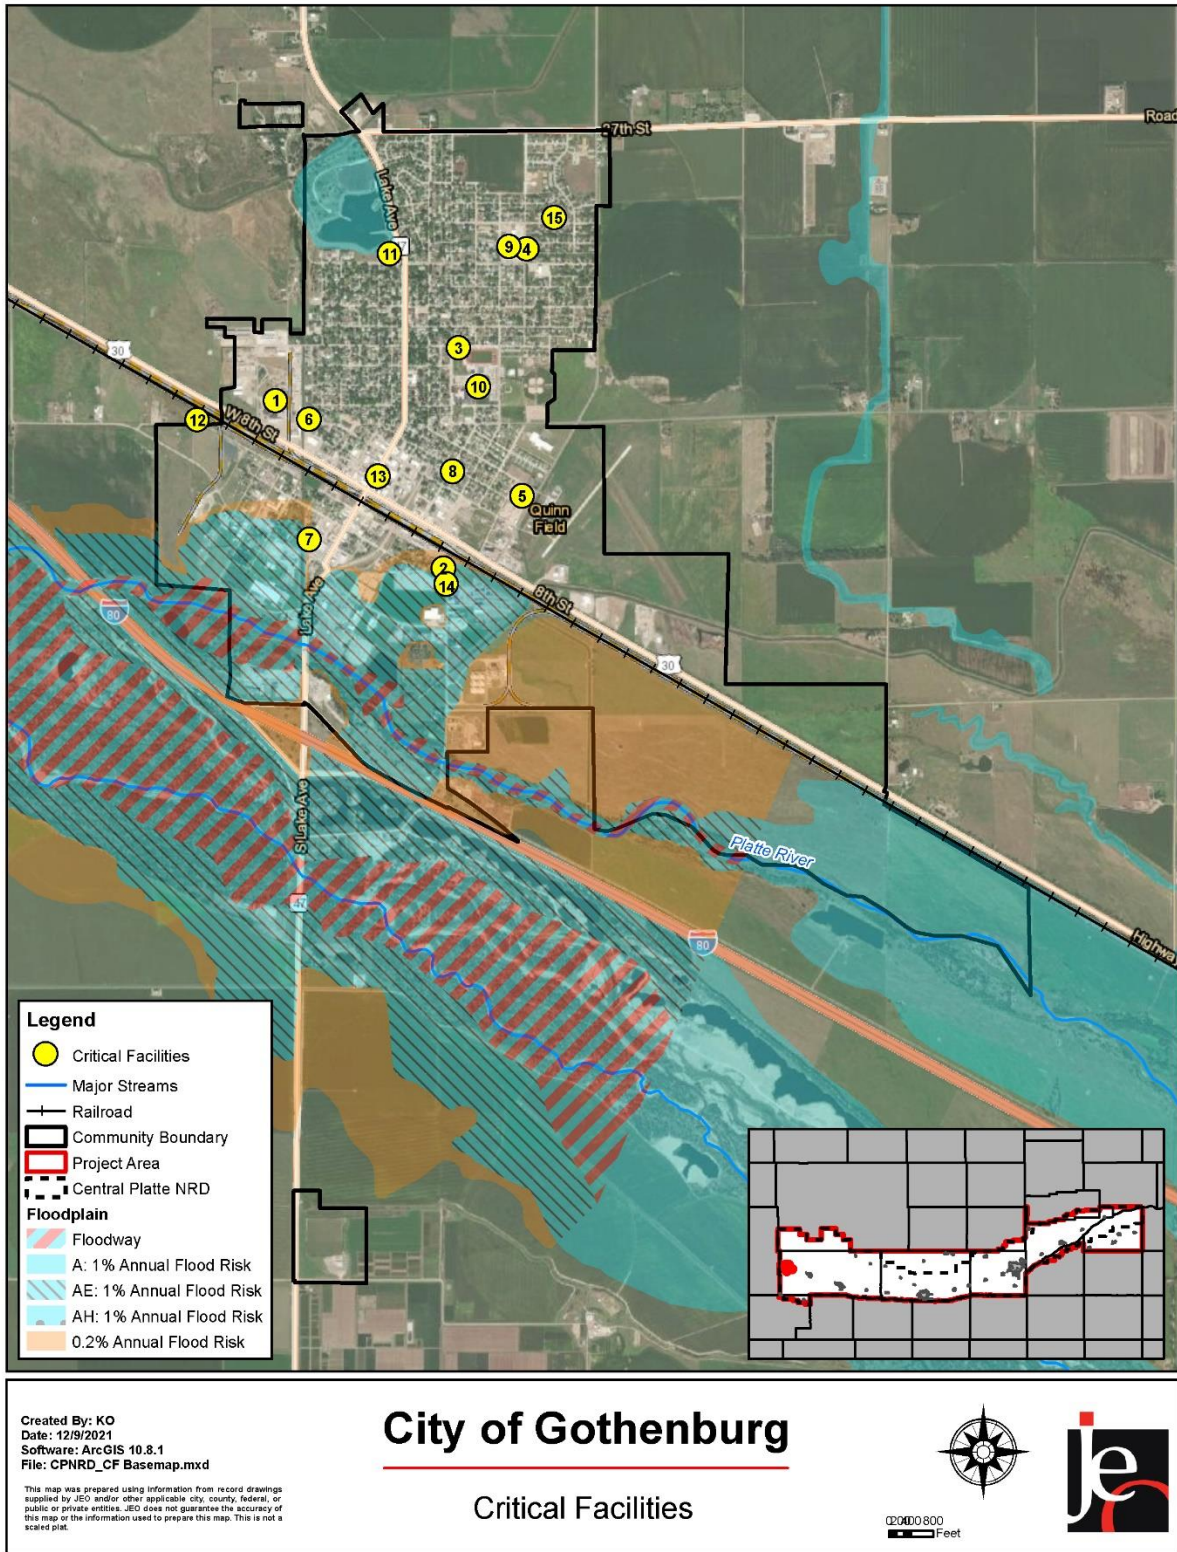 27th St
Road
Lake Ave
15
9
4
11
30
3
10
1
12
6
W 8th St
13
8
5
Quinn
Field
7
2
14
8th St
80
Lake Ave
30
S Lake Ave
Platte River
47
80
Highway
Legend
Critical Facilities
Major Streams
Railroad
Community Boundary
Project Area
Central Platte NRD
Floodplain
Floodway
A: 1% Annual Flood Risk
AE: 1% Annual Flood Risk
AH: 1% Annual Flood Risk
0.2% Annual Flood Risk
Created By: KO
Date: 12/9/2021
Software: ArcGIS 10.8.1
File: CPNRD_CF Basemap.mxd
This map was prepared using information from record drawings
supplied by JEO and/or other applicable city, county, federal, or
public or private entities. JEO does not guarantee the accuracy of
this map or the information used to prepare this map. This is not a
scaled plat.
City of Gothenburg
Critical Facilities
800
Feet
jeo